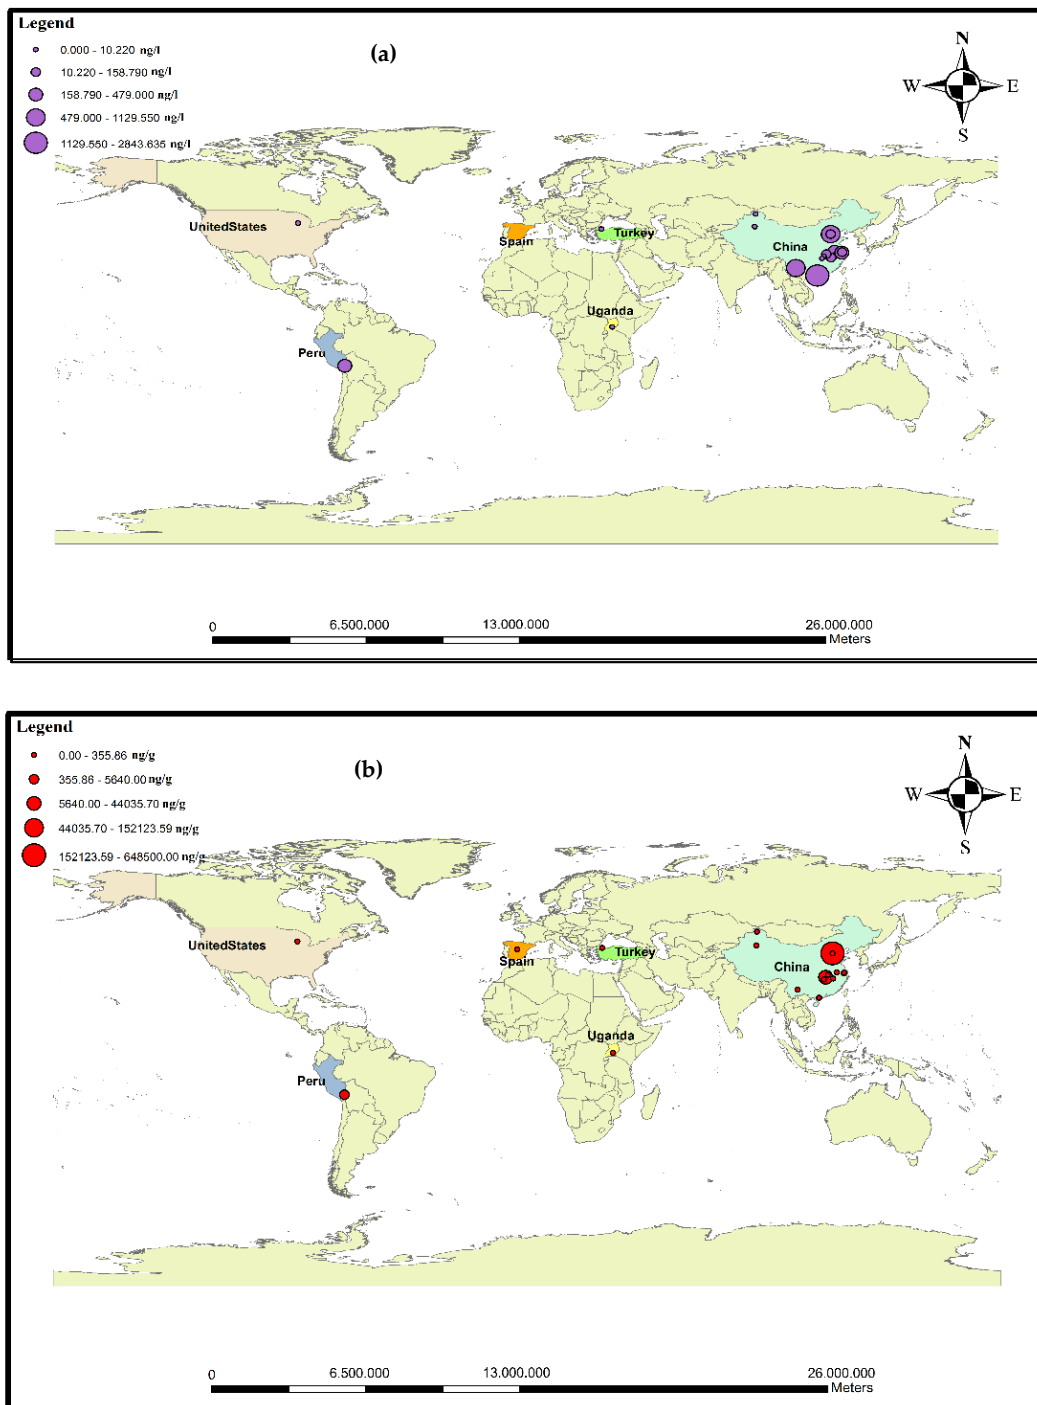 Legend
0.000 - 10.220 ng/l
10.220 - 158.790 ng/l
158.790 - 479.000 ng/l
479.000 - 1129.550 ng/l
1129.550 - 2843.635 ng/l
(a)
N
W E
S
UnitedStates
Spain
Turkey
China
Uganda
Peru
0 6,500,000 13,000,000 26,000,000
Meters
Legend
0.00 - 355.86 ng/g
355.86 - 5640.00 ng/g
5640.00 - 44035.70 ng/g
44035.70 - 152123.59 ng/g
152123.59 - 648500.00 ng/g
(b)
N
W E
S
UnitedStates
Spain
Turkey
China
Uganda
Peru
0 6.500.000 13.000.000 26.000.000
Meters